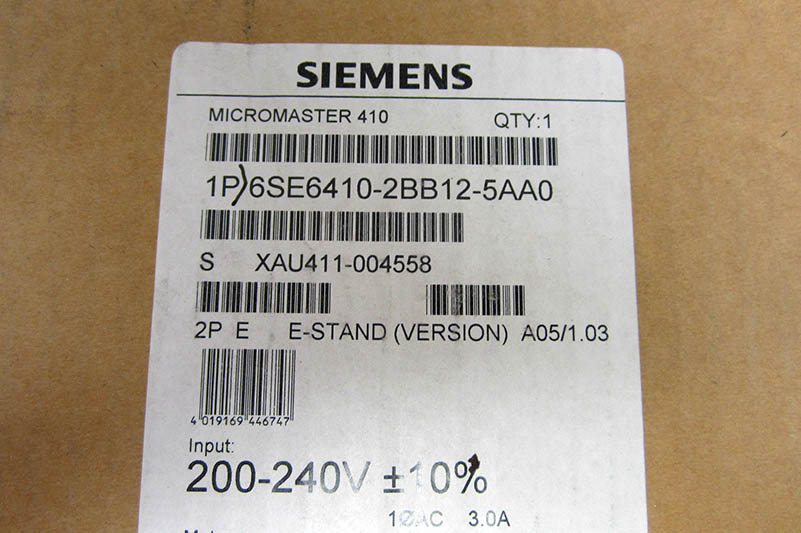 SIEMENS
MICROMASTER 410 QTY:1
1P)6SE6410-2BB12-5AA0
S XAU411-004558
2P E E-STAND (VERSION) A05/1.03
4 019169 446747
Input:
200-240V ±10%
1ØAC 3.0A